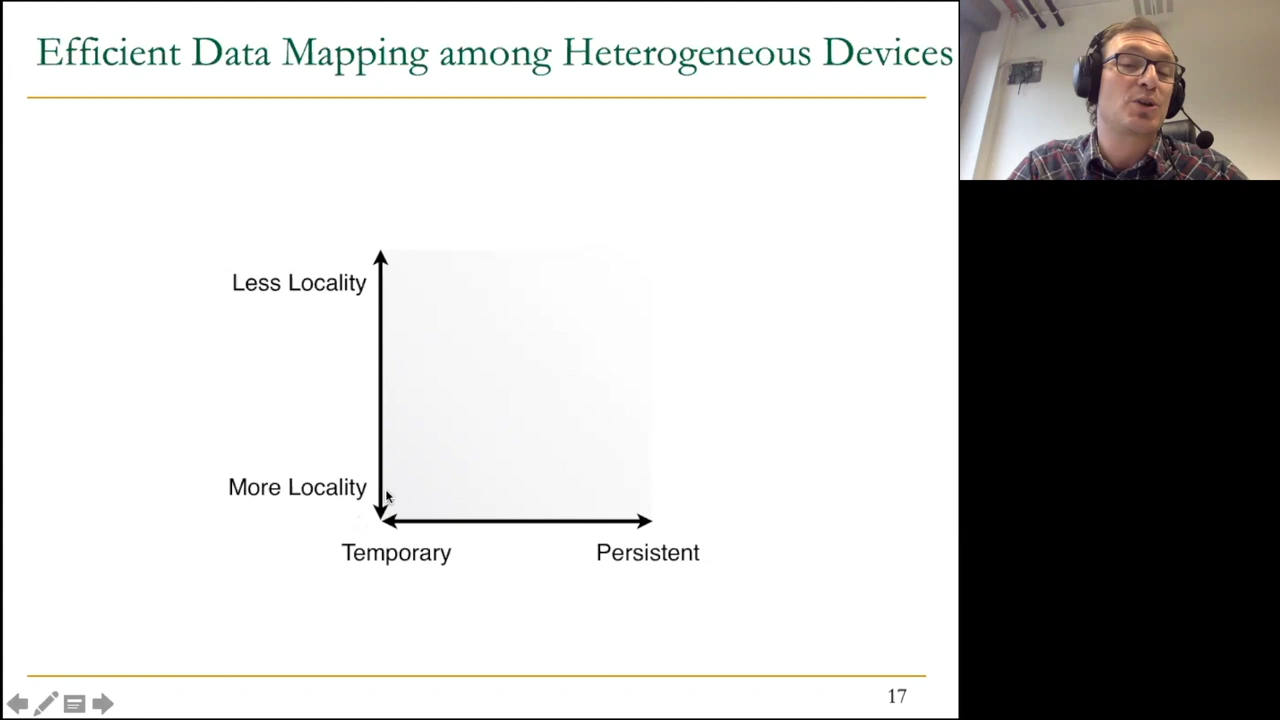 Efficient Data Mapping among Heterogeneous Devices
Less Locality
More Locality
Temporary
Persistent
17